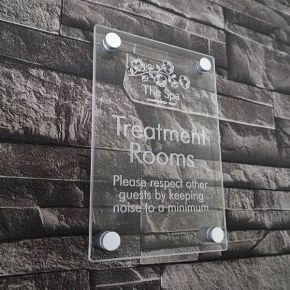 The Spa
Treatment
Rooms
Please respect other
guests by keeping
noise to a minimum